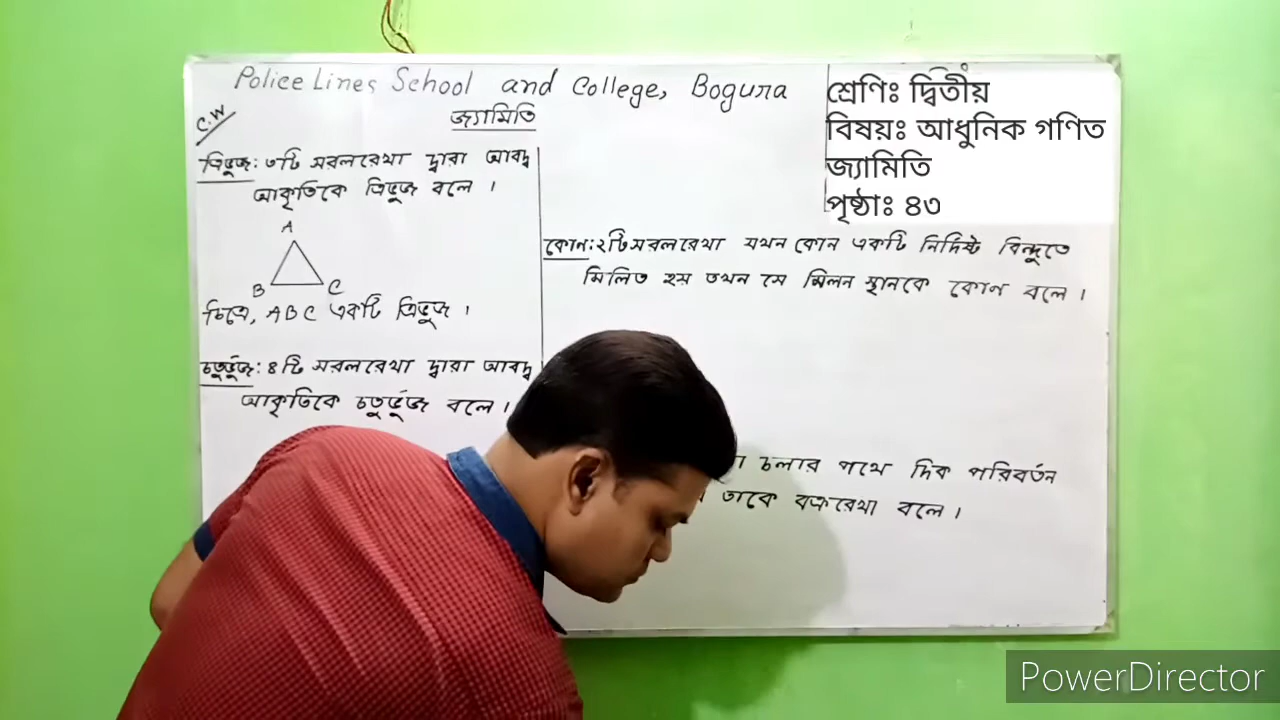 Police Lines School and College, Bogura
C.W
জ্যামিতি
ত্রিভুজ: ৩টি সরলরেখা দ্বারা আবদ্ধ
আকৃতিকে ত্রিভুজ বলে ।
A
B C
চিত্রে, ABC একটি ত্রিভুজ ।
চতুর্ভুজ: ৪টি সরলরেখা দ্বারা আবদ্ধ
আকৃতিকে চতুর্ভুজ বলে ।
শ্রেণিঃ দ্বিতীয়
বিষয়ঃ আধুনিক গণিত
জ্যামিতি
পৃষ্ঠাঃ ৪৩
কোন: ২টি সরলরেখা যখন কোন একটি নির্দিষ্ট বিন্দুতে
মিলিত হয় তখন সে মিলন স্থানকে কোণ বলে ।
চলার পথে দিক পরিবর্তন
তাকে বক্ররেখা বলে ।
PowerDirector